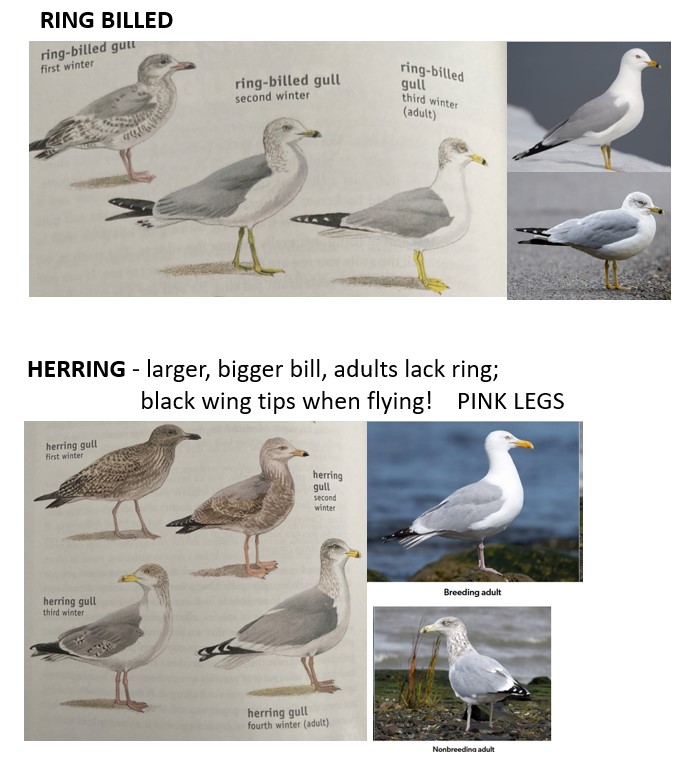 RING BILLED
ring-billed gull
first winter
ring-billed gull
second winter
ring-billed
gull
third winter
(adult)
HERRING - larger, bigger bill, adults lack ring;
black wing tips when flying! PINK LEGS
herring gull
first winter
herring
gull
second
winter
herring gull
third winter
herring gull
fourth winter (adult)
Breeding adult
Nonbreeding adult